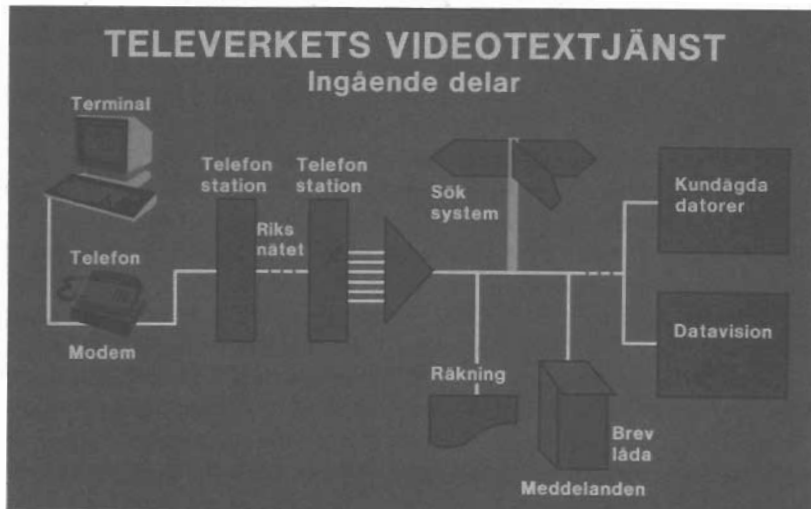 TELEVERKETS VIDEOTEXTJÄNST
Ingående delar
Terminal
Telefon
station
Telefon
station
Sök
system
Kundägda
datorer
Riks
nätet
Telefon
Modem
Datavision
Räkning
Brev
låda
Meddelanden